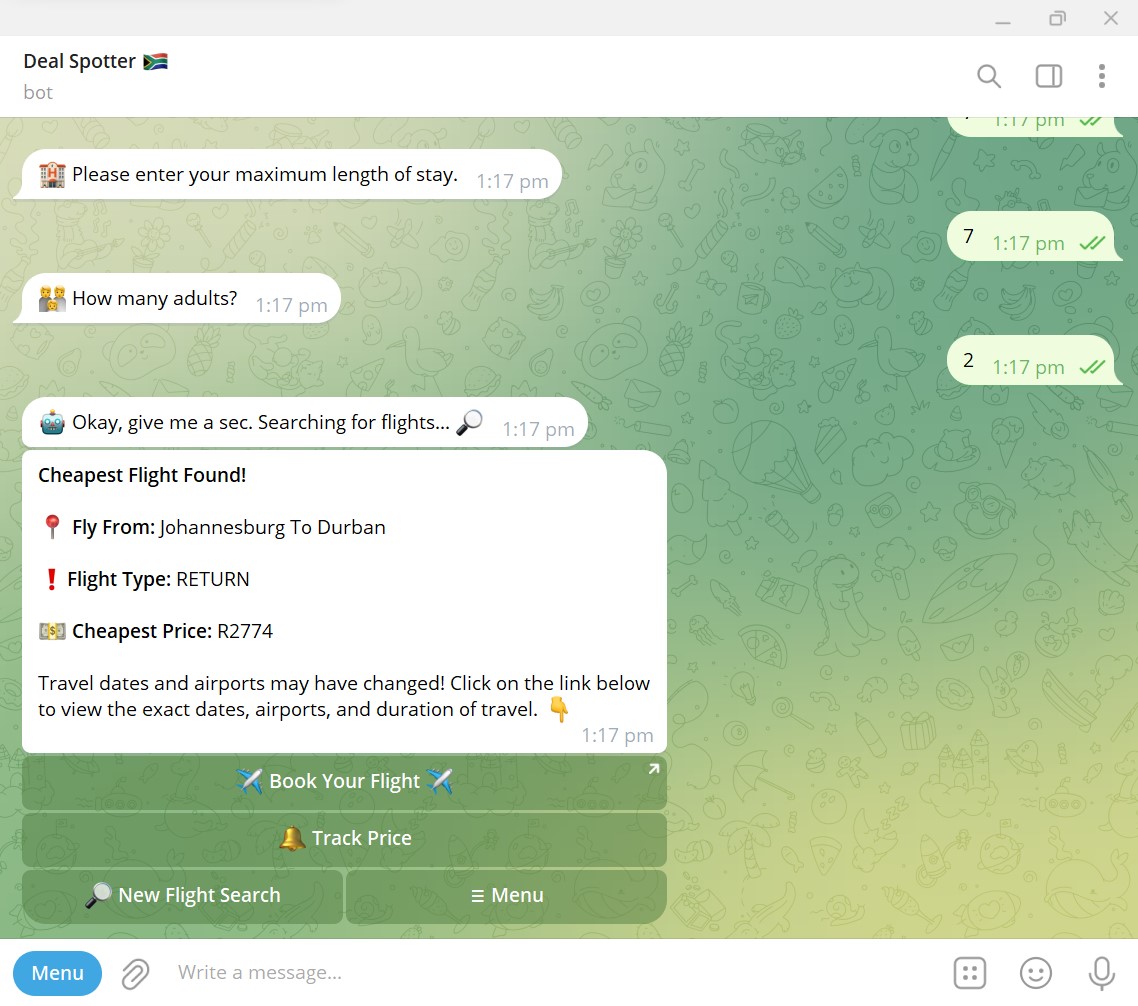 Deal Spotter 🇿🇦
bot
1:17 pm
🏩 Please enter your maximum length of stay. 1:17 pm
7 1:17 pm
👨‍👩‍👦 How many adults? 1:17 pm
2 1:17 pm
🤖 Okay, give me a sec. Searching for flights... 🔎 1:17 pm
Cheapest Flight Found!
📍 Fly From: Johannesburg To Durban
❗ Flight Type: RETURN
💵 Cheapest Price: R2774
Travel dates and airports may have changed! Click on the link below
to view the exact dates, airports, and duration of travel. 👇
1:17 pm
✈️ Book Your Flight ✈️
🔔 Track Price
🔎 New Flight Search
☰ Menu
Menu
Write a message...